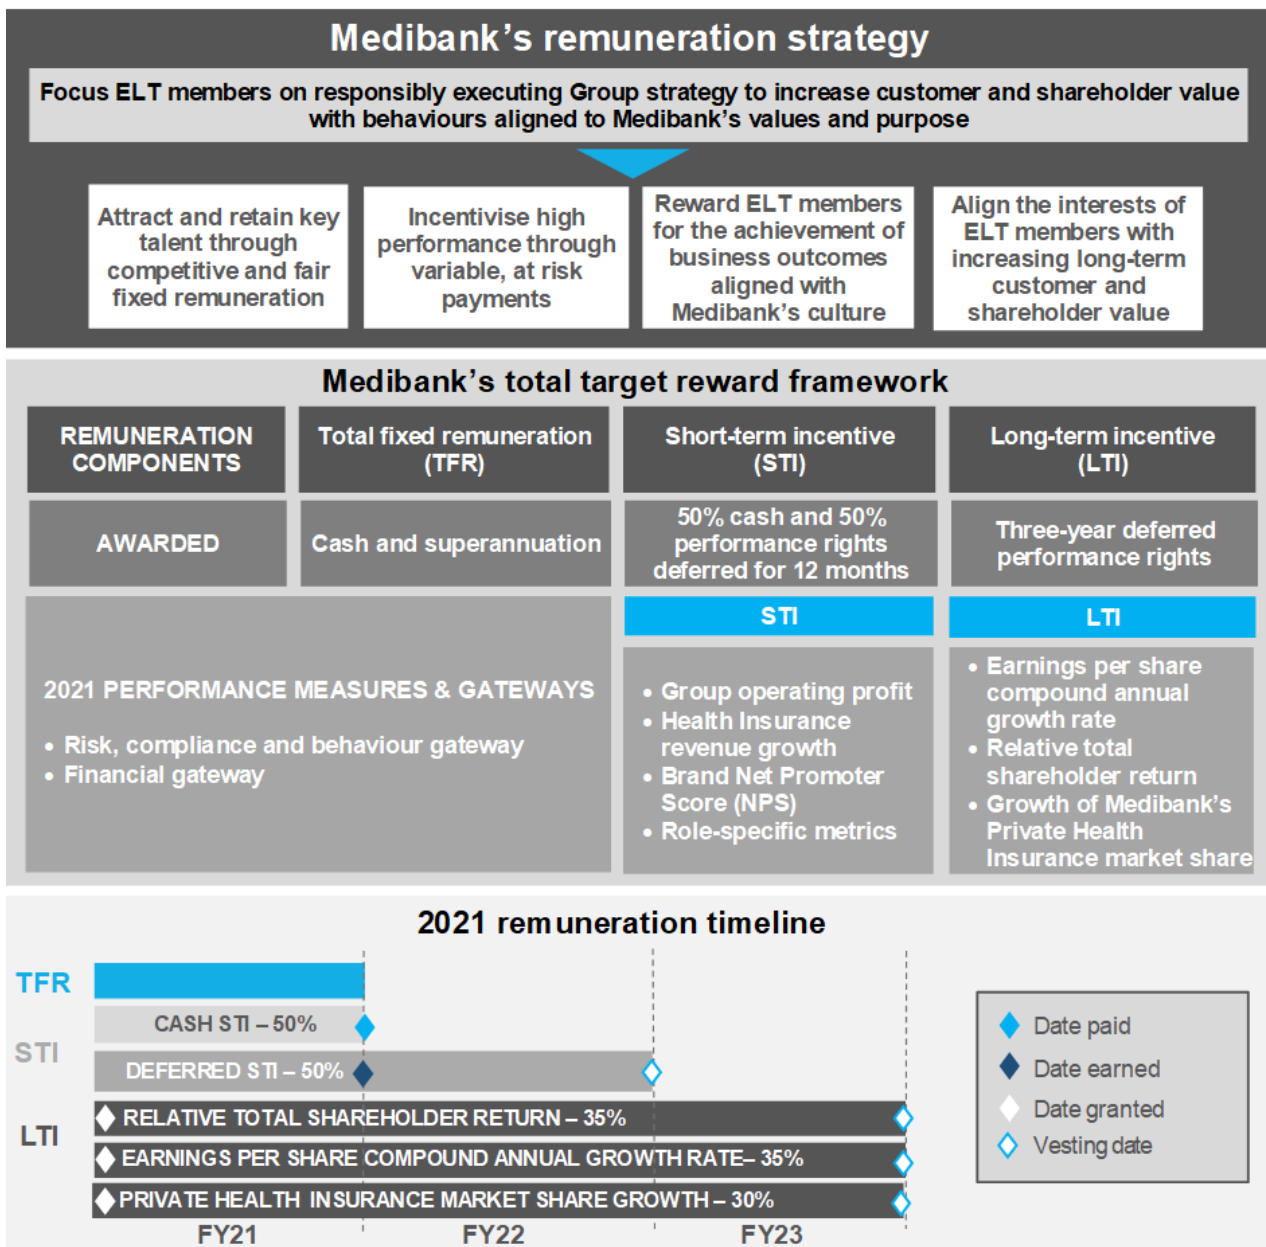 Medibank’s remuneration strategy
Focus ELT members on responsibly executing Group strategy to increase customer and shareholder value
with behaviours aligned to Medibank’s values and purpose
Attract and retain key
talent through
competitive and fair
fixed remuneration
Incentivise high
performance through
variable, at risk
payments
Reward ELT members
for the achievement of
business outcomes
aligned with
Medibank’s culture
Align the interests of
ELT members with
increasing long-term
customer and
shareholder value
Medibank’s total target reward framework
REMUNERATION
COMPONENTS
Total fixed remuneration
(TFR)
Short-term incentive
(STI)
Long-term incentive
(LTI)
AWARDED
Cash and superannuation
50% cash and 50%
performance rights
deferred for 12 months
Three-year deferred
performance rights
2021 PERFORMANCE MEASURES & GATEWAYS
• Risk, compliance and behaviour gateway
• Financial gateway
STI
• Group operating profit
• Health Insurance
revenue growth
• Brand Net Promoter
Score (NPS)
• Role-specific metrics
LTI
• Earnings per share
compound annual
growth rate
• Relative total
shareholder return
• Growth of Medibank’s
Private Health
Insurance market share
2021 remuneration timeline
TFR
STI
CASH STI – 50%
DEFERRED STI – 50%
LTI
RELATIVE TOTAL SHAREHOLDER RETURN – 35%
EARNINGS PER SHARE COMPOUND ANNUAL GROWTH RATE– 35%
PRIVATE HEALTH INSURANCE MARKET SHARE GROWTH – 30%
FY21
FY22
FY23
Date paid
Date earned
Date granted
Vesting date